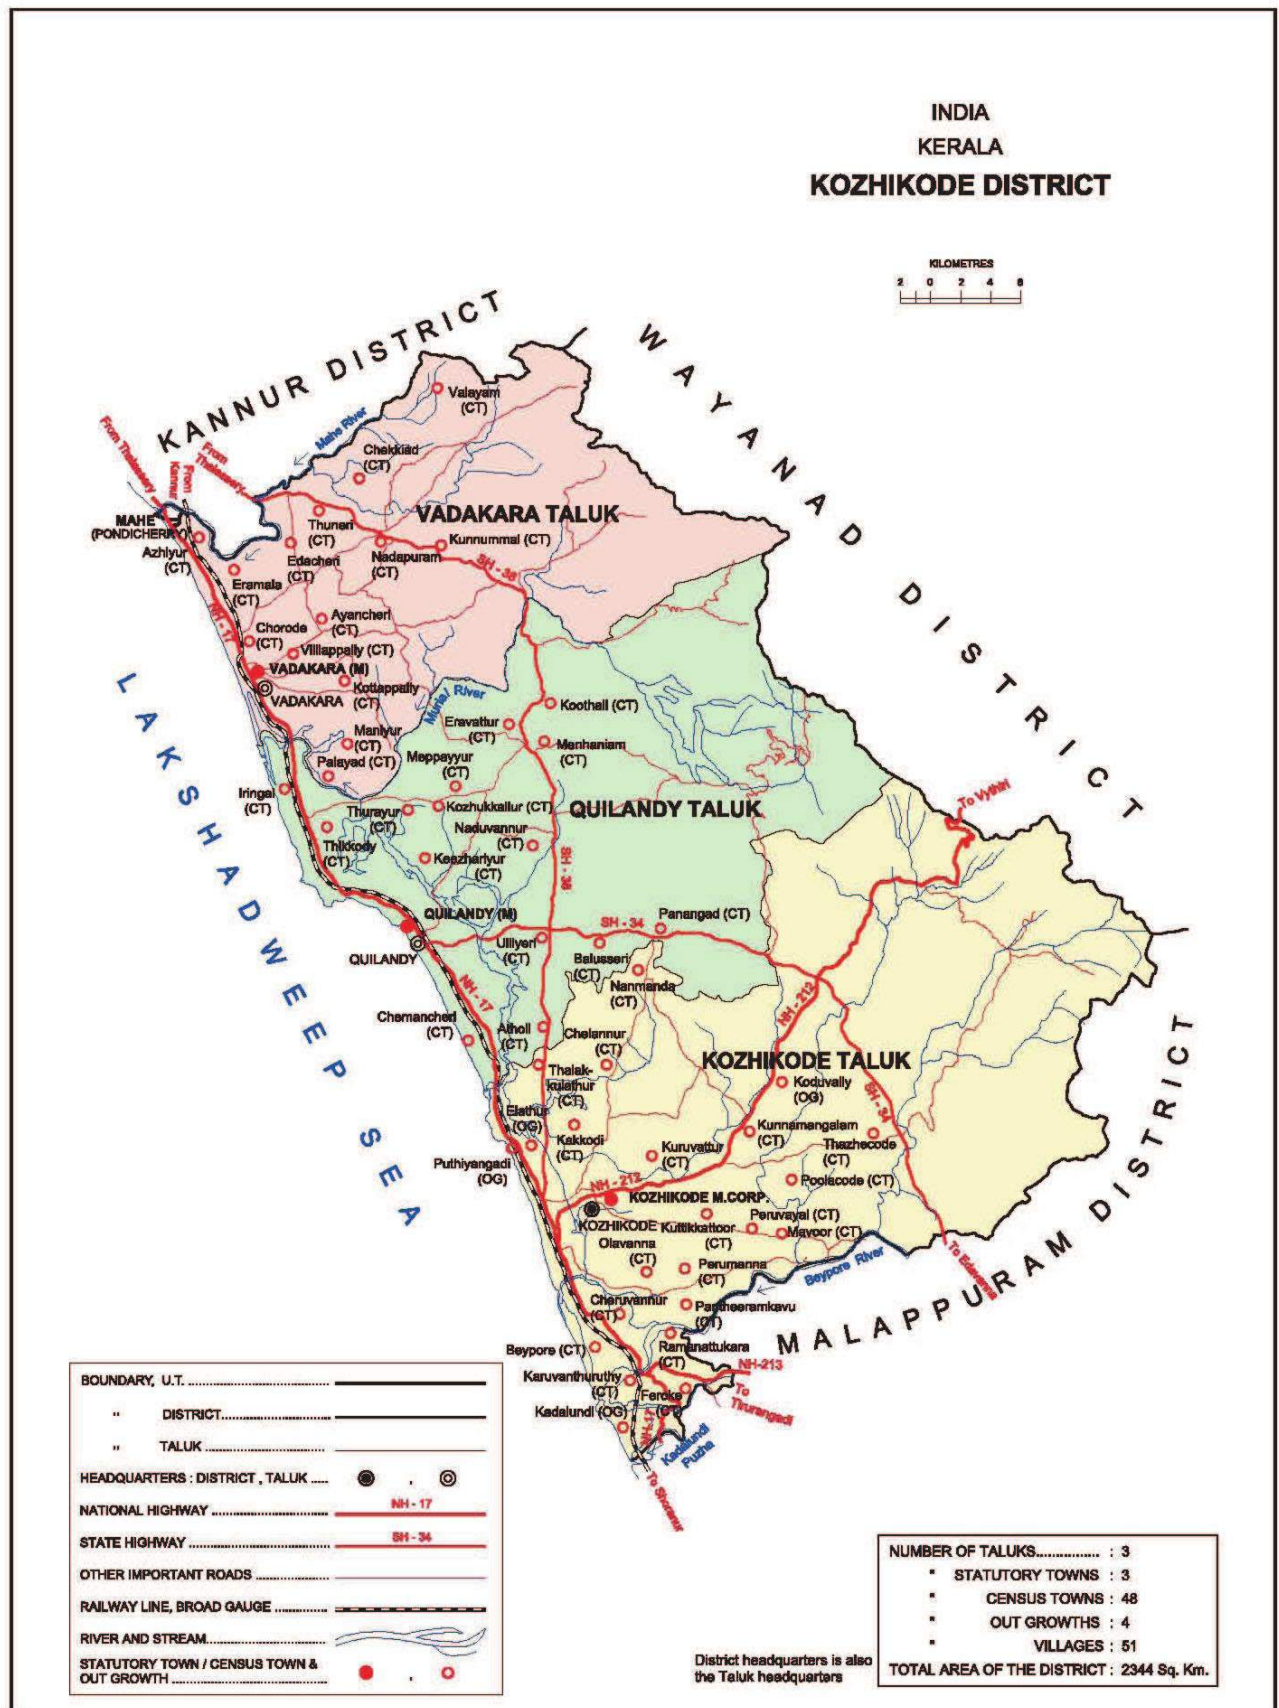 INDIA
KERALA
KOZHIKODE DISTRICT
KILOMETRES
2 0 2 4 6
KANNUR DISTRICT
WAYANAD DISTRICT
From Thalassery
From
Kannur
From
Thalassery
Mahe River
Valayam
(CT)
Chekkiad
(CT)
VADAKARA TALUK
MAHE
(PONDICHERRY)
Azhiyur
(CT)
Thuneri
(CT)
Edacheri
(CT)
Nadapuram
(CT)
Kunnummal (CT)
SH - 38
Eramala
(CT)
NH - 17
Chorode
(CT)
Ayancheri
(CT)
Villiappally (CT)
VADAKARA (M)
VADAKARA
Kottappally
(CT)
Muriat River
Maniyur
(CT)
Palayad (CT)
LAKSHADWEEP SEA
Koothali (CT)
Eravattur
(CT)
Menhaniam
(CT)
Meppayyur
(CT)
Iringal
(CT)
Thurayur
(CT)
Kozhukkallur (CT)
QUILANDY TALUK
Naduvannur
(CT)
Thikkody
(CT)
Keezhariyur
(CT)
SH - 38
To Vythiri
QUILANDY (M)
QUILANDY
Ulliyeri
(CT)
SH - 34
Panangad (CT)
Balusseri
(CT)
Nanmanda
(CT)
NH - 17
NH - 212
Chemancheri
(CT)
Atholi
(CT)
Chelannur
(CT)
KOZHIKODE TALUK
Thalak-
kulathur
(CT)
Koduvally
(OG)
SH - 34
Elathur
(OG)
Kakkodi
(CT)
Kunnamangalam
(CT)
Thazhecode
(CT)
Puthiyangadi
(OG)
Kuruvattur
(CT)
Poolacode (CT)
NH - 212
KOZHIKODE M.CORP.
KOZHIKODE
Kuttikkattoor
(CT)
Peruvayal (CT)
Mavoor (CT)
Olavanna
(CT)
Perumanna
(CT)
Beypore River
To Edavanna
MALAPPURAM DISTRICT
Cheruvannur
(CT)
Pantheeramkavu
(CT)
Ramanattukara
(CT)
Beypore (CT)
NH-213
To
Tirurangadi
Karuvanthuruthy
(CT)
Feroke
(CT)
Kadalundi (OG)
NH-17
Kadalundi
Puzha
To Shoranur
BOUNDARY, U.T. ..............................
" DISTRICT.......................
" TALUK ..........................
HEADQUARTERS : DISTRICT , TALUK ..... , 
NATIONAL HIGHWAY ......................... NH - 17
STATE HIGHWAY .............................. SH - 34
OTHER IMPORTANT ROADS ................
RAILWAY LINE, BROAD GAUGE ...........
RIVER AND STREAM..........................
STATUTORY TOWN / CENSUS TOWN &
OUT GROWTH .................................. ,
District headquarters is also
the Taluk headquarters
NUMBER OF TALUKS................ : 3
" STATUTORY TOWNS : 3
" CENSUS TOWNS : 48
" OUT GROWTHS : 4
" VILLAGES : 51
TOTAL AREA OF THE DISTRICT : 2344 Sq. Km.